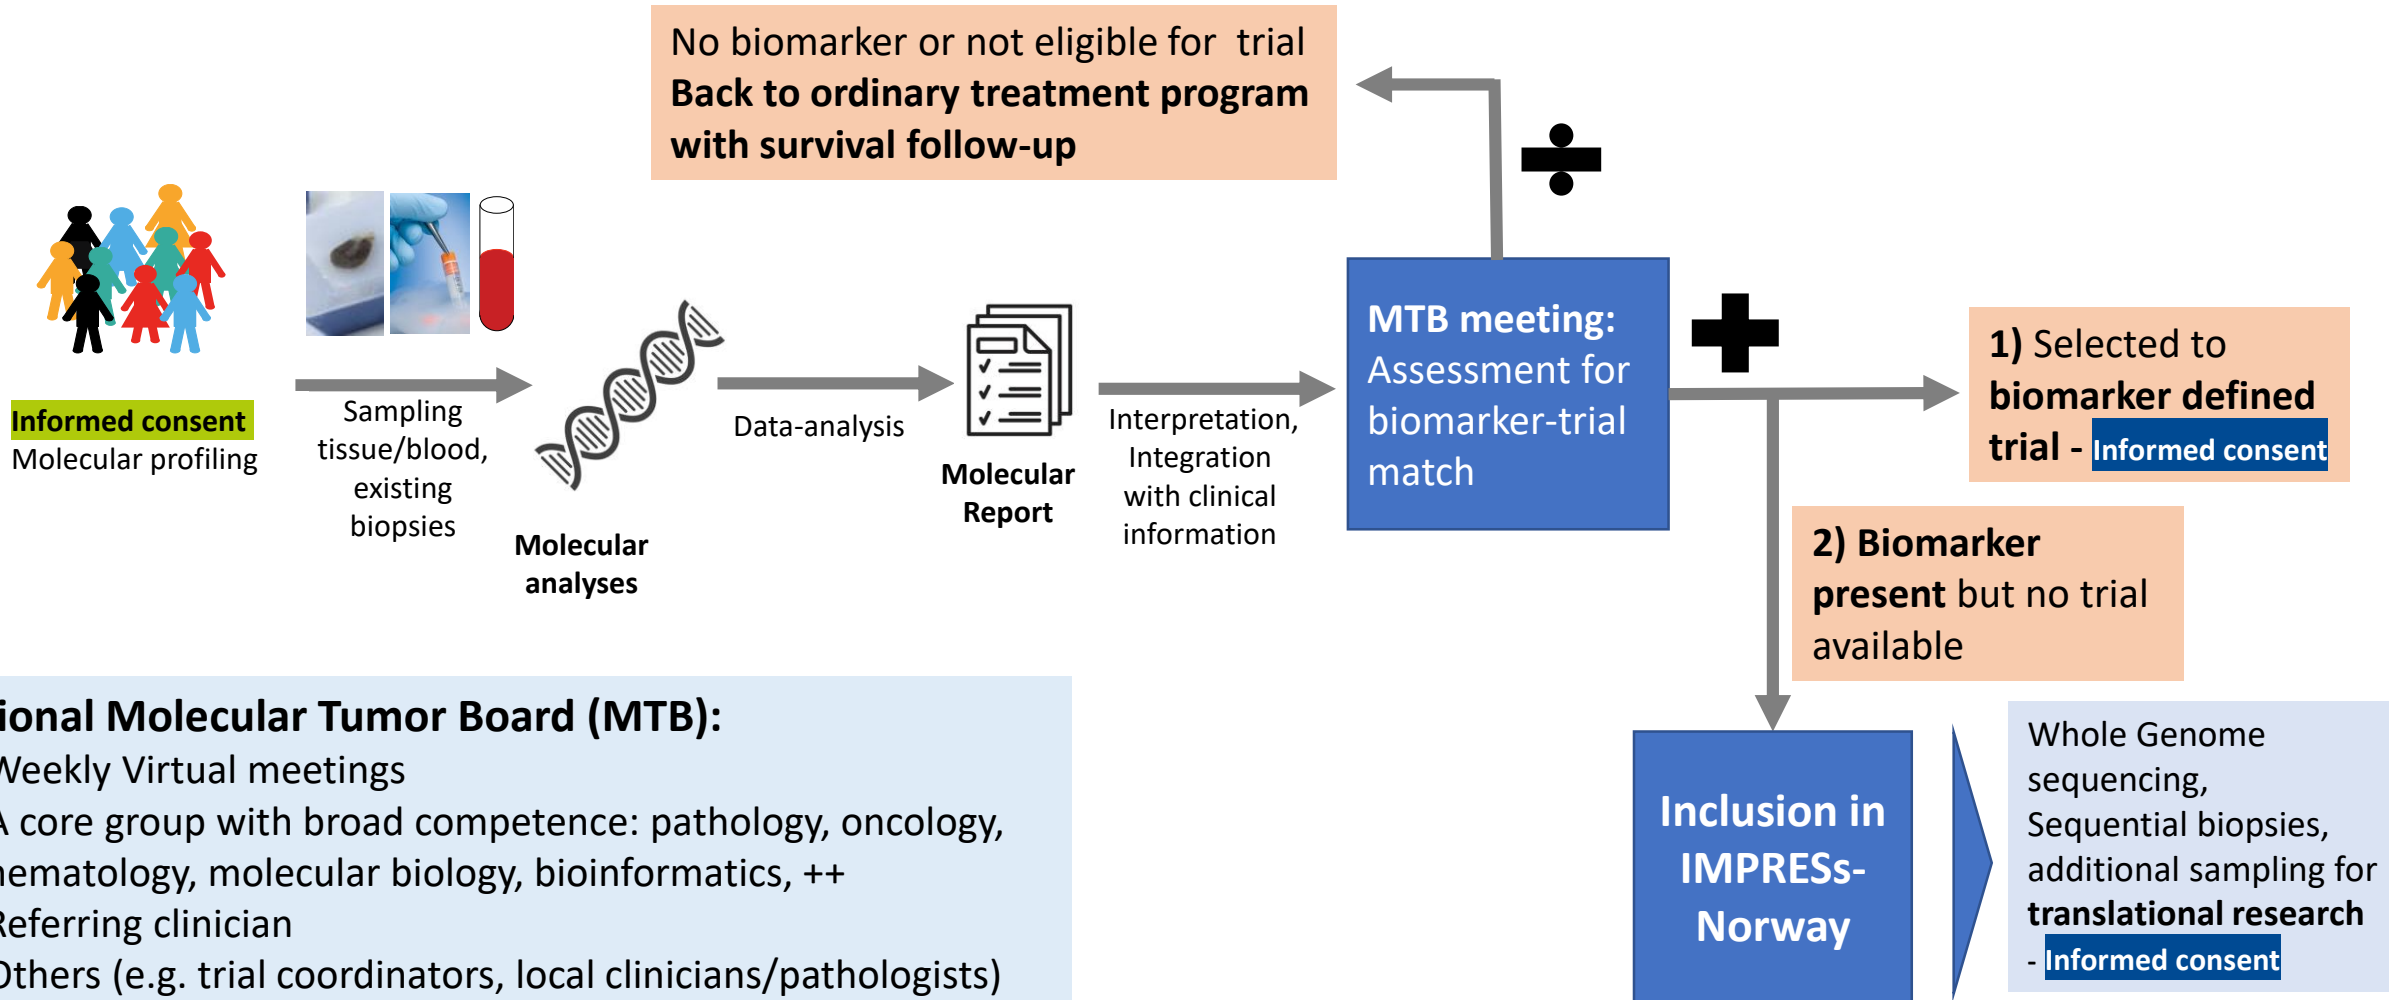 No biomarker or not eligible for trial
Back to ordinary treatment program
with survival follow-up
Informed consent
Molecular profiling
Sampling
tissue/blood,
existing
biopsies
Molecular
analyses
Data-analysis
Molecular
Report
Interpretation,
Integration
with clinical
information
MTB meeting:
Assessment for
biomarker-trial
match
1) Selected to
biomarker defined
trial - Informed consent
2) Biomarker
present but no trial
available
ional Molecular Tumor Board (MTB):
Weekly Virtual meetings
A core group with broad competence: pathology, oncology,
hematology, molecular biology, bioinformatics, ++
Referring clinician
Others (e.g. trial coordinators, local clinicians/pathologists)
Inclusion in
IMPRESs-
Norway
Whole Genome
sequencing,
Sequential biopsies,
additional sampling for
translational research
- Informed consent